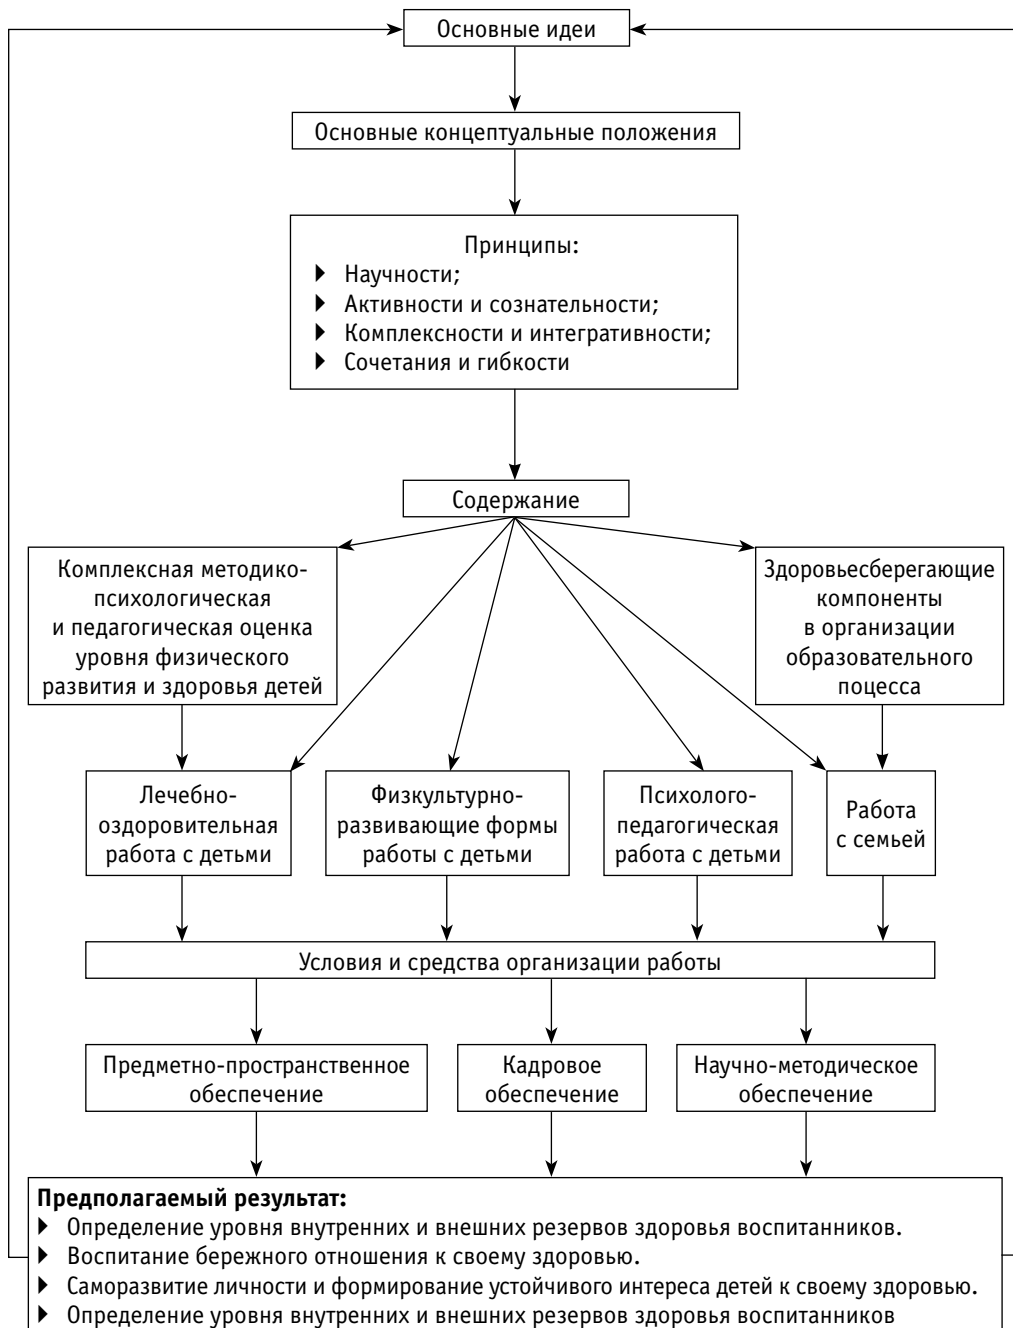 Основные идеи
Основные концептуальные положения
Принципы:
Научности;
Активности и сознательности;
Комплексности и интегративности;
Сочетания и гибкости
Содержание
Комплексная методико-
психологическая
и педагогическая оценка
уровня физического
развития и здоровья детей
Здоровьесберегающие
компоненты
в организации
образовательного
поцесса
Лечебно-
оздоровительная
работа с детьми
Физкультурно-
развивающие формы
работы с детьми
Психолого-
педагогическая
работа с детьми
Работа
с семьей
Условия и средства организации работы
Предметно-пространственное
обеспечение
Кадровое
обеспечение
Научно-методическое
обеспечение
Предполагаемый результат:
Определение уровня внутренних и внешних резервов здоровья воспитанников.
Воспитание бережного отношения к своему здоровью.
Саморазвитие личности и формирование устойчивого интереса детей к своему здоровью.
Определение уровня внутренних и внешних резервов здоровья воспитанников